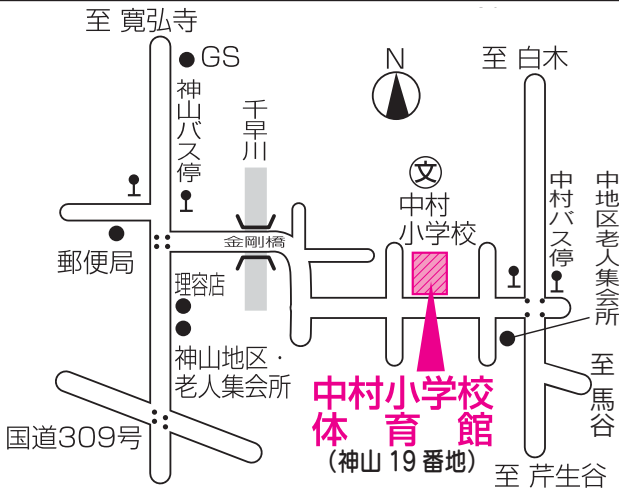 至 寛弘寺
GS
神山バス停
千早川
N
至 白木
文
中村
小学校
中村バス停
中地区老人集会所
金剛橋
郵便局
理容店
神山地区・
老人集会所
国道309号
中村小学校
体育館
(神山19番地)
至 馬谷
至 芹生谷